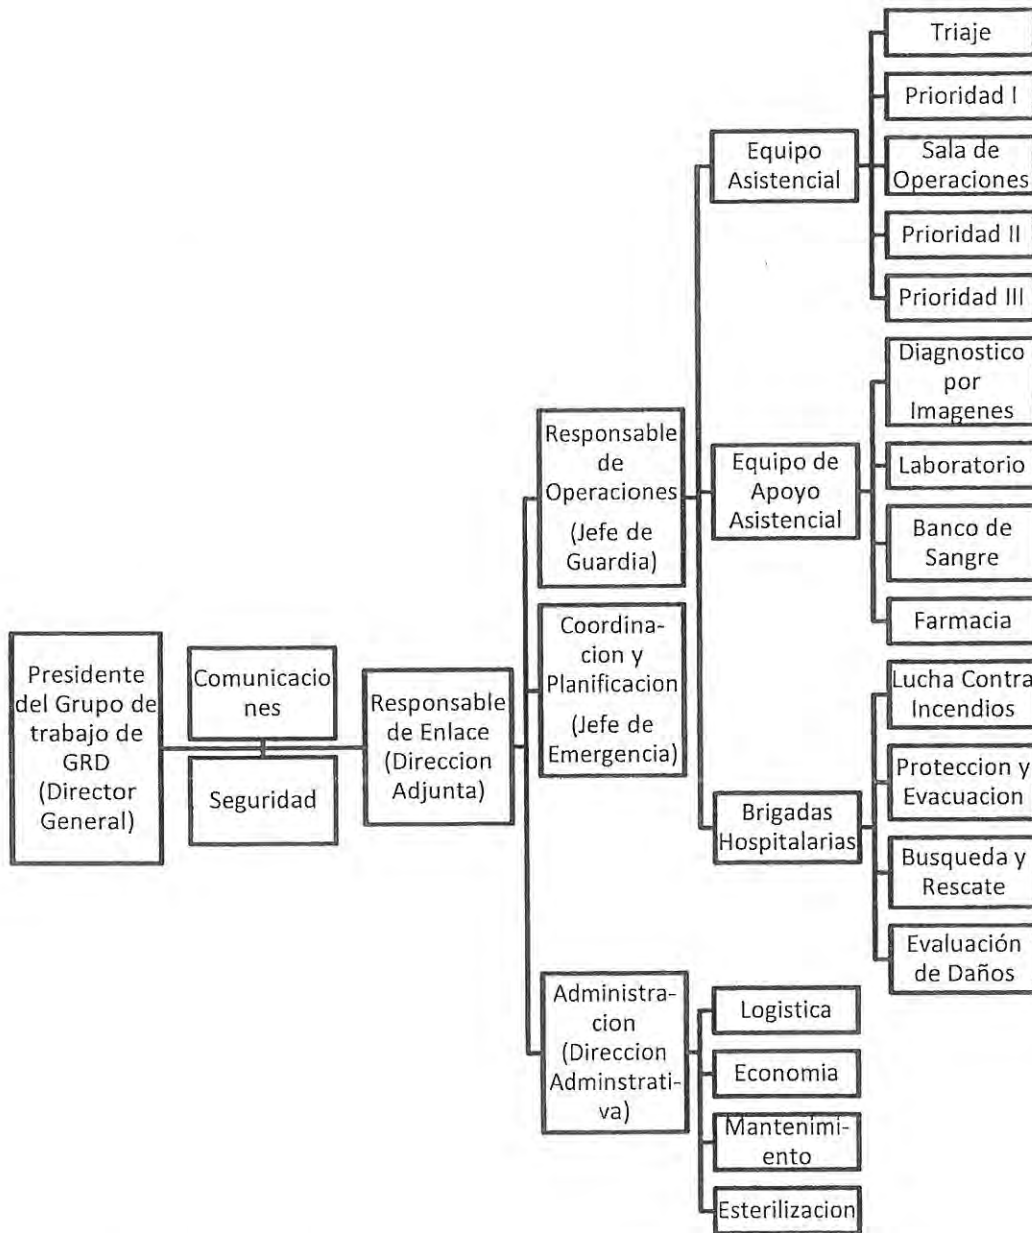 Presidente
del Grupo de
trabajo de
GRD
(Director
General)
Comunicacio
nes
Seguridad
Responsable
de Enlace
(Direccion
Adjunta)
Responsable
de
Operaciones
(Jefe de
Guardia)
Equipo
Asistencial
Triaje
Prioridad I
Sala de
Operaciones
Prioridad II
Prioridad III
Equipo de
Apoyo
Asistencial
Diagnostico
por
Imagenes
Laboratorio
Banco de
Sangre
Farmacia
Brigadas
Hospitalarias
Lucha Contra
Incendios
Proteccion y
Evacuacion
Busqueda y
Rescate
Evaluación
de Daños
Coordina-
cion y
Planificacion
(Jefe de
Emergencia)
Administra-
cion
(Direccion
Adminstrati-
va)
Logistica
Economia
Mantenimi-
ento
Esterilizacion